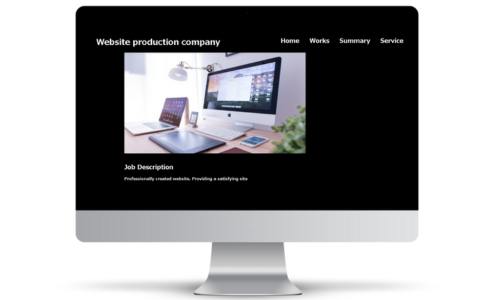 Website production company
Home Works Summary Service
Job Description
Professionally created website. Providing a satisfying site